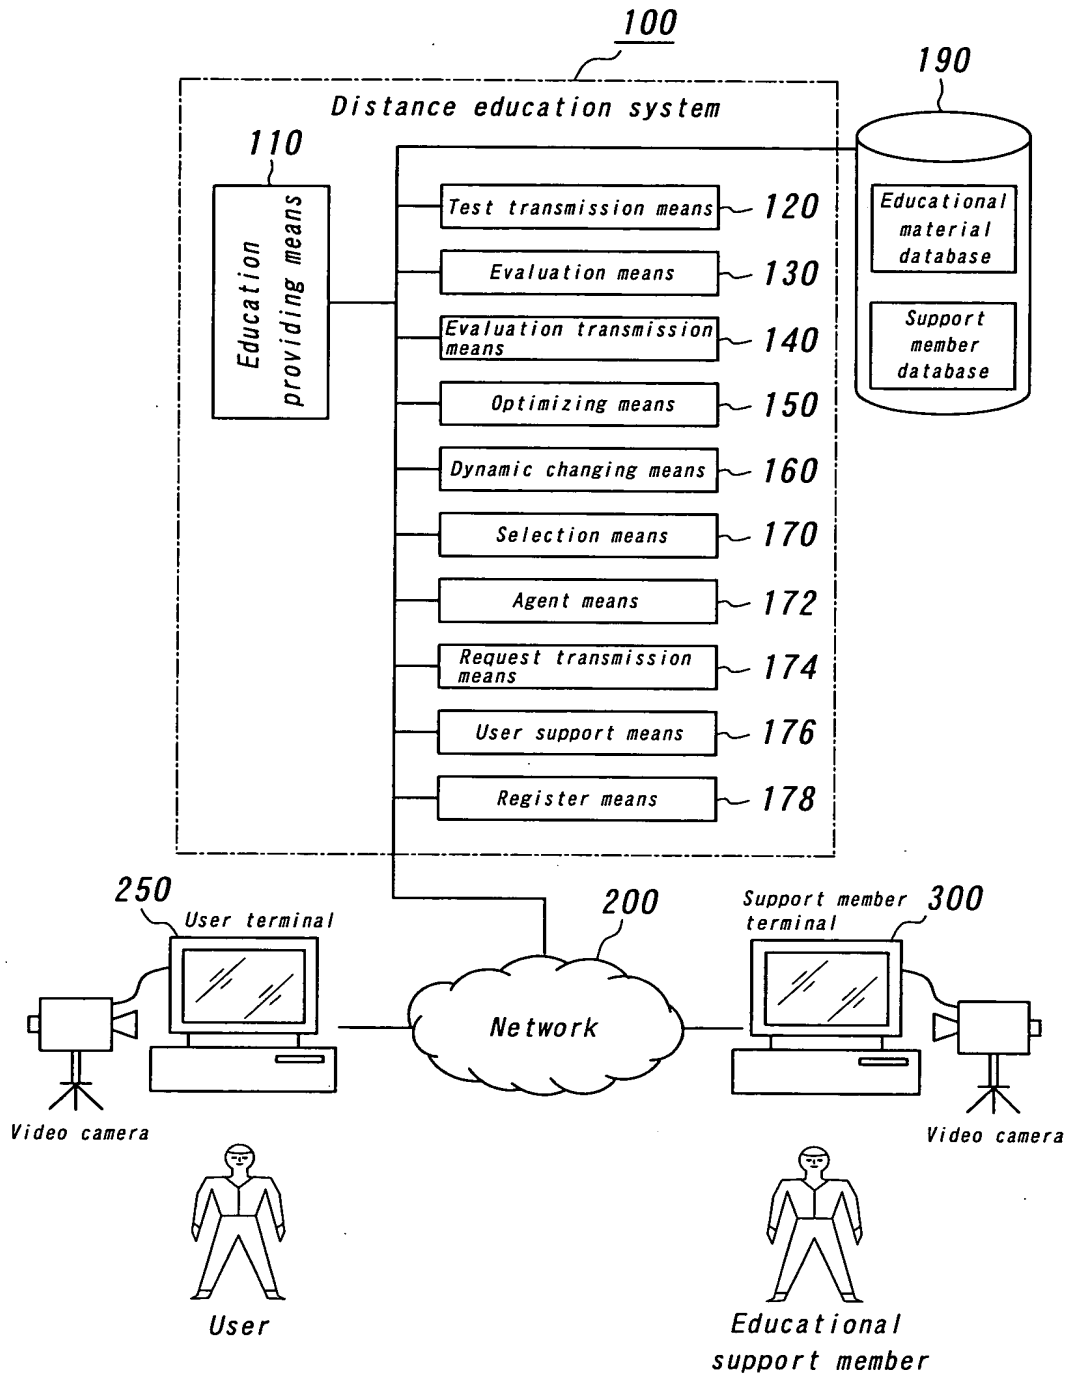 100
190
Distance education system
110
Education
providing means
Test transmission means
120
Evaluation means
130
Evaluation transmission
means
140
Optimizing means
150
Dynamic changing means
160
Selection means
170
Agent means
172
Request transmission
means
174
User support means
176
Register means
178
Educational
material
database
Support
member
database
250
User terminal
200
Support member
terminal
300
Network
Video camera
Video camera
User
Educational
support member